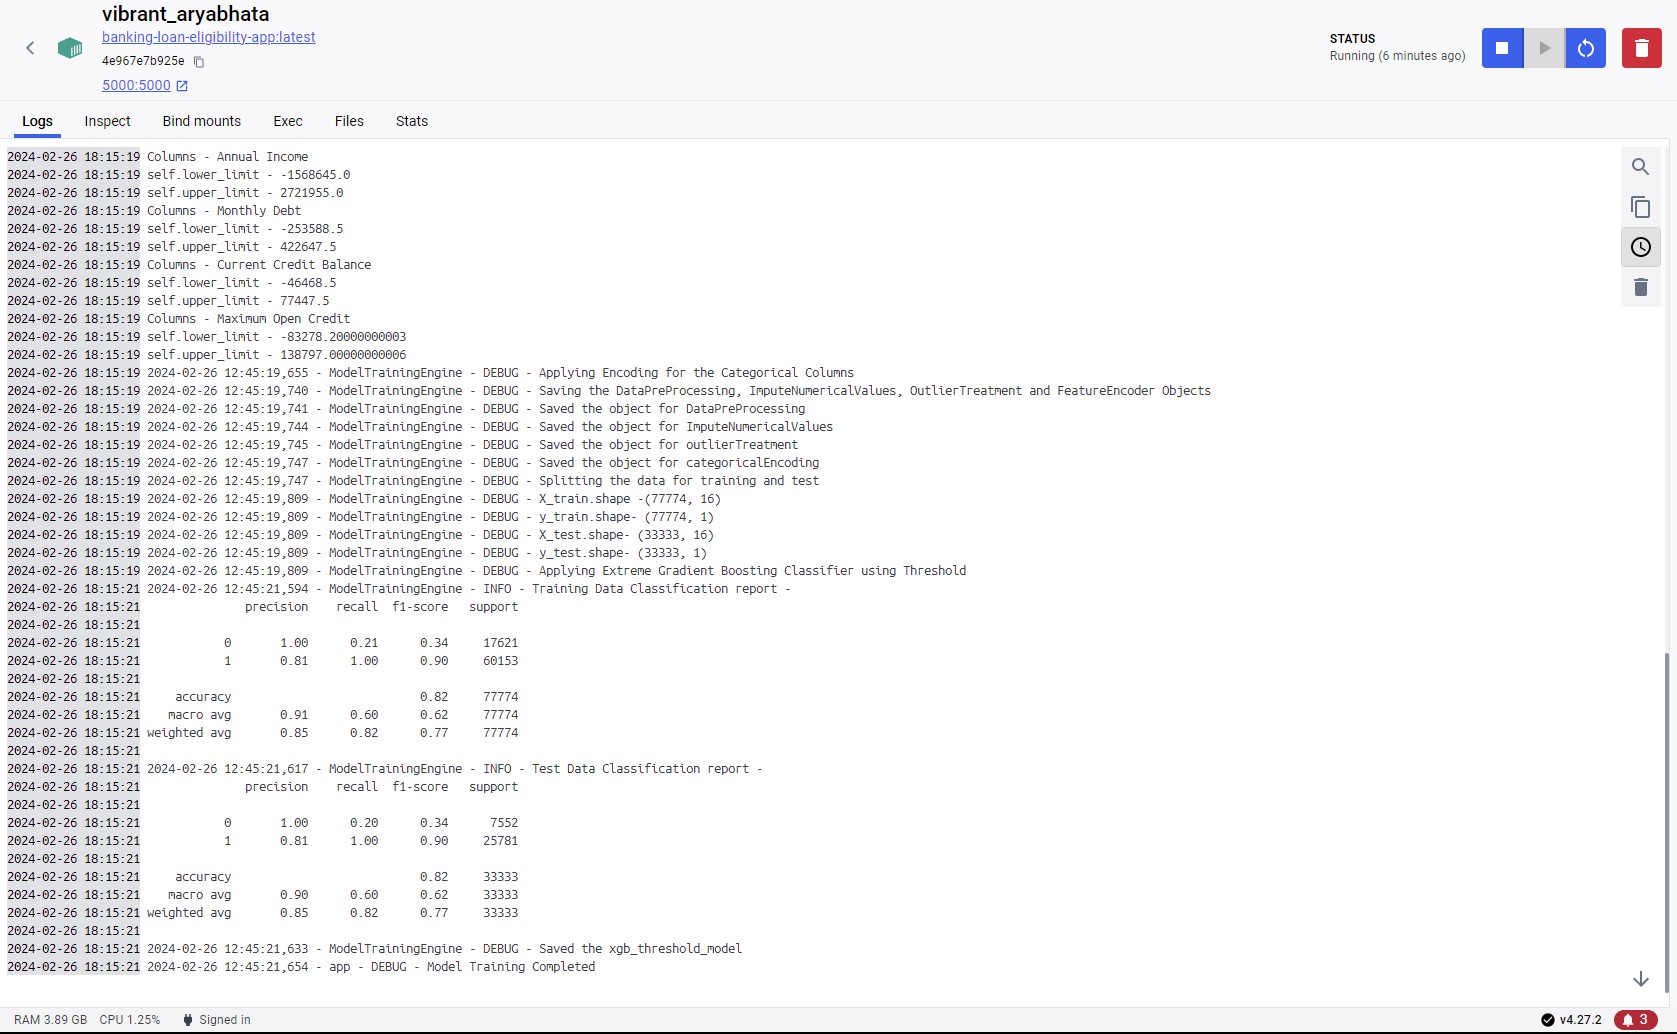 vibrant_aryabhata
banking-loan-eligibility-app:latest
4e967e7b925e
5000:5000
STATUS
Running (6 minutes ago)
Logs Inspect Bind mounts Exec Files Stats
2024-02-26 18:15:19 Columns - Annual Income
2024-02-26 18:15:19 self.lower_limit - -1568645.0
2024-02-26 18:15:19 self.upper_limit - 2721955.0
2024-02-26 18:15:19 Columns - Monthly Debt
2024-02-26 18:15:19 self.lower_limit - -253588.5
2024-02-26 18:15:19 self.upper_limit - 422647.5
2024-02-26 18:15:19 Columns - Current Credit Balance
2024-02-26 18:15:19 self.lower_limit - -46468.5
2024-02-26 18:15:19 self.upper_limit - 77447.5
2024-02-26 18:15:19 Columns - Maximum Open Credit
2024-02-26 18:15:19 self.lower_limit - -83278.20000000003
2024-02-26 18:15:19 self.upper_limit - 138797.00000000006
2024-02-26 18:15:19 2024-02-26 12:45:19,655 - ModelTrainingEngine - DEBUG - Applying Encoding for the Categorical Columns
2024-02-26 18:15:19 2024-02-26 12:45:19,740 - ModelTrainingEngine - DEBUG - Saving the DataPreProcessing, ImputeNumericalValues, OutlierTreatment and FeatureEncoder Objects
2024-02-26 18:15:19 2024-02-26 12:45:19,741 - ModelTrainingEngine - DEBUG - Saved the object for DataPreProcessing
2024-02-26 18:15:19 2024-02-26 12:45:19,744 - ModelTrainingEngine - DEBUG - Saved the object for ImputeNumericalValues
2024-02-26 18:15:19 2024-02-26 12:45:19,745 - ModelTrainingEngine - DEBUG - Saved the object for outlierTreatment
2024-02-26 18:15:19 2024-02-26 12:45:19,747 - ModelTrainingEngine - DEBUG - Saved the object for categoricalEncoding
2024-02-26 18:15:19 2024-02-26 12:45:19,747 - ModelTrainingEngine - DEBUG - Splitting the data for training and test
2024-02-26 18:15:19 2024-02-26 12:45:19,809 - ModelTrainingEngine - DEBUG - X_train.shape -(77774, 16)
2024-02-26 18:15:19 2024-02-26 12:45:19,809 - ModelTrainingEngine - DEBUG - y_train.shape- (77774, 1)
2024-02-26 18:15:19 2024-02-26 12:45:19,809 - ModelTrainingEngine - DEBUG - X_test.shape- (33333, 16)
2024-02-26 18:15:19 2024-02-26 12:45:19,809 - ModelTrainingEngine - DEBUG - y_test.shape- (33333, 1)
2024-02-26 18:15:19 2024-02-26 12:45:19,809 - ModelTrainingEngine - DEBUG - Applying Extreme Gradient Boosting Classifier using Threshold
2024-02-26 18:15:21 2024-02-26 12:45:21,594 - ModelTrainingEngine - INFO - Training Data Classification report -
2024-02-26 18:15:21 precision recall f1-score support
2024-02-26 18:15:21
2024-02-26 18:15:21 0 1.00 0.21 0.34 17621
2024-02-26 18:15:21 1 0.81 1.00 0.90 60153
2024-02-26 18:15:21
2024-02-26 18:15:21 accuracy 0.82 77774
2024-02-26 18:15:21 macro avg 0.91 0.60 0.62 77774
2024-02-26 18:15:21 weighted avg 0.85 0.82 0.77 77774
2024-02-26 18:15:21
2024-02-26 18:15:21 2024-02-26 12:45:21,617 - ModelTrainingEngine - INFO - Test Data Classification report -
2024-02-26 18:15:21 precision recall f1-score support
2024-02-26 18:15:21
2024-02-26 18:15:21 0 1.00 0.20 0.34 7552
2024-02-26 18:15:21 1 0.81 1.00 0.90 25781
2024-02-26 18:15:21
2024-02-26 18:15:21 accuracy 0.82 33333
2024-02-26 18:15:21 macro avg 0.90 0.60 0.62 33333
2024-02-26 18:15:21 weighted avg 0.85 0.82 0.77 33333
2024-02-26 18:15:21
2024-02-26 18:15:21 2024-02-26 12:45:21,633 - ModelTrainingEngine - DEBUG - Saved the xgb_threshold_model
2024-02-26 18:15:21 2024-02-26 12:45:21,654 - app - DEBUG - Model Training Completed
RAM 3.89 GB CPU 1.25% Signed in
v4.27.2
3